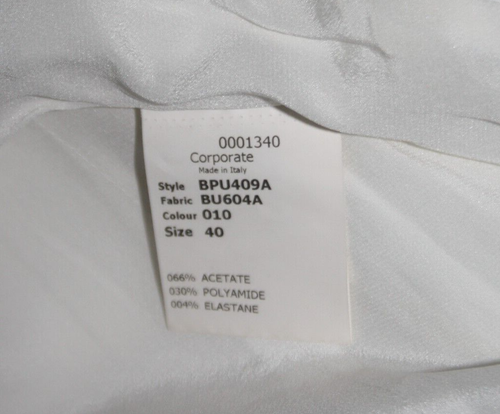 0001340
Corporate
Made in Italy
Style BPU409A
Fabric BU604A
Colour 010
Size 40
066% ACETATE
030% POLYAMIDE
004% ELASTANE